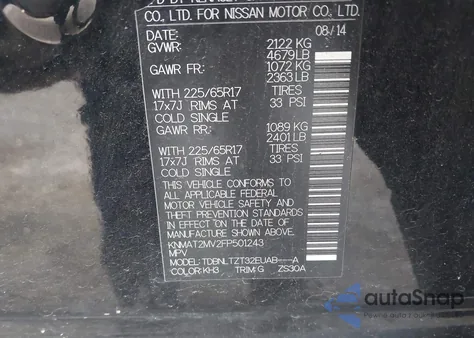 CO., LTD. FOR NISSAN MOTOR CO., LTD.
DATE: 08/14
GVWR: 2122 KG
4679LB
GAWR FR: 1072 KG
2363LB
WITH 225/65R17 TIRES
17x7J RIMS AT 33 PSI
COLD SINGLE
GAWR RR: 1089 KG
2401LB
WITH 225/65R17 TIRES
17x7J RIMS AT 33 PSI
COLD SINGLE
THIS VEHICLE CONFORMS TO
ALL APPLICABLE FEDERAL
MOTOR VEHICLE SAFETY AND
THEFT PREVENTION STANDARDS
IN EFFECT ON THE DATE OF
MANUFACTURE SHOWN ABOVE.
KNMAT2MV2FP501243
MPV
MODEL: TDBNLTZT32EUAB----A
COLOR: KH3 TRIM: G ZS30A
autoSnap